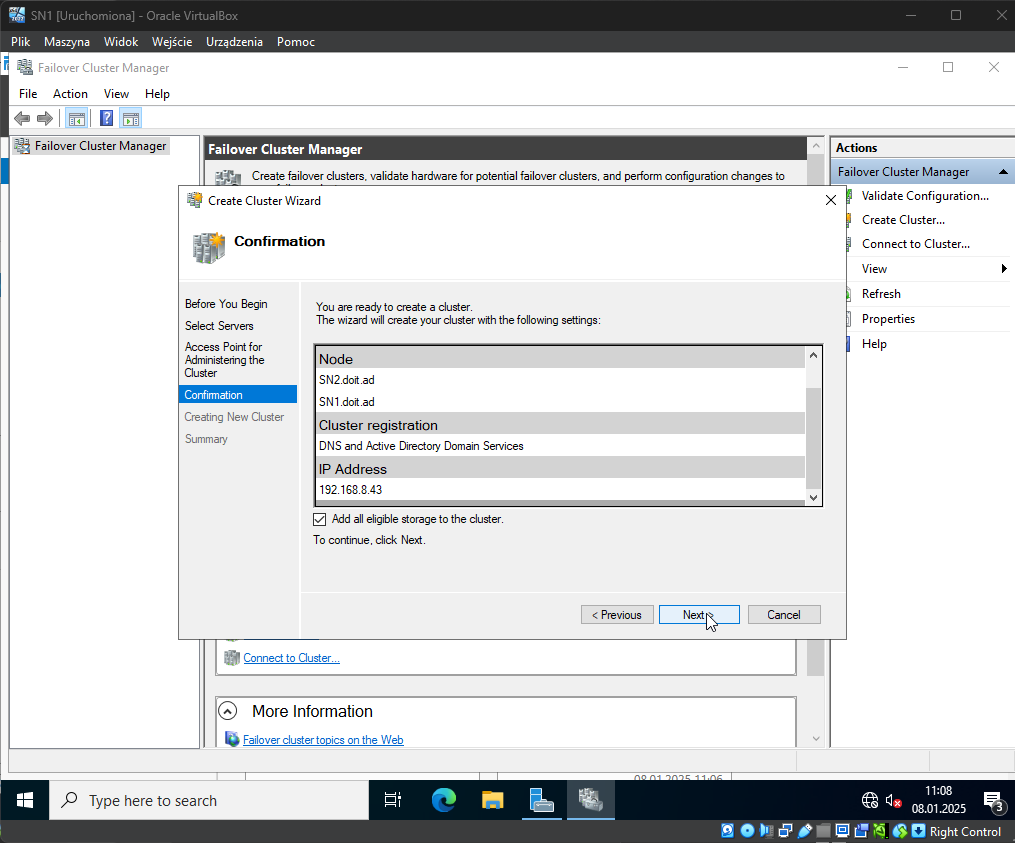 SN1 [Uruchomiona] - Oracle VirtualBox
Plik Maszyna Widok Wejście Urządzenia Pomoc
Failover Cluster Manager
File Action View Help
Failover Cluster Manager
Failover Cluster Manager
Create failover clusters, validate hardware for potential failover clusters, and perform configuration changes to
Actions
Failover Cluster Manager
Validate Configuration...
Create Cluster...
Connect to Cluster...
View
Refresh
Properties
Help
Create Cluster Wizard
Confirmation
Before You Begin
Select Servers
Access Point for
Administering the
Cluster
Confirmation
Creating New Cluster
Summary
You are ready to create a cluster.
The wizard will create your cluster with the following settings:
Node
SN2.doit.ad
SN1.doit.ad
Cluster registration
DNS and Active Directory Domain Services
IP Address
192.168.8.43
Add all eligible storage to the cluster.
To continue, click Next.
< Previous Next > Cancel
Connect to Cluster...
More Information
Failover cluster topics on the Web
08.01.2025 11:06
Type here to search
11:08
08.01.2025
3
Right Control